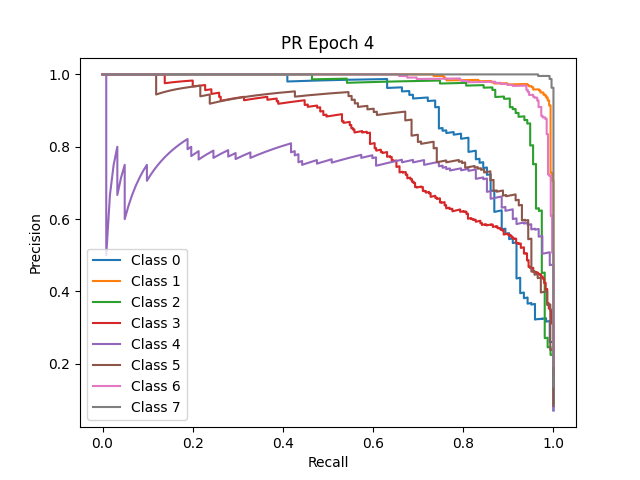 PR Epoch 4
Precision
1.0
0.8
0.6
0.4
0.2
Class 0
Class 1
Class 2
Class 3
Class 4
Class 5
Class 6
Class 7
0.0 0.2 0.4 0.6 0.8 1.0
Recall